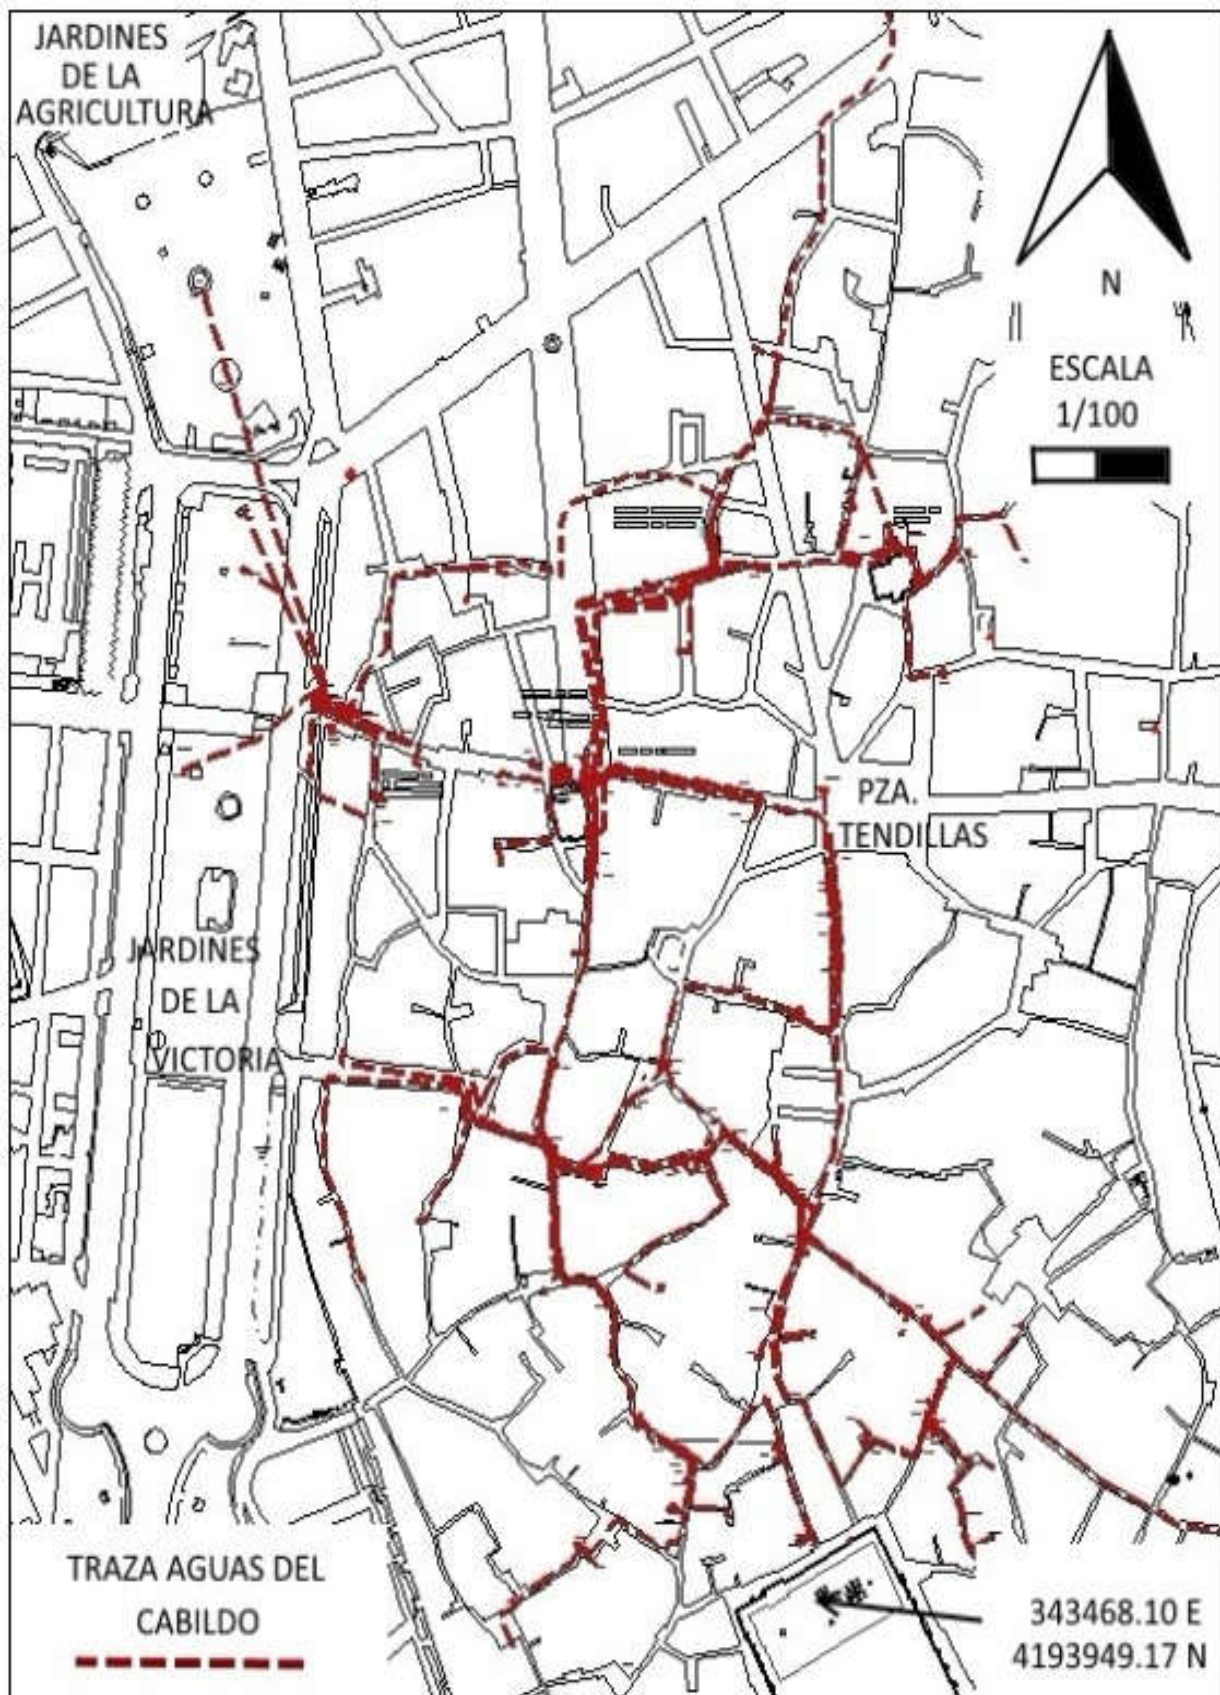 JARDINES
DE LA
AGRICULTURA
N
ESCALA
1/100
PZA.
TENDILLAS
JARDINES
DE LA
VICTORIA
TRAZA AGUAS DEL
CABILDO
343468.10 E
4193949.17 N